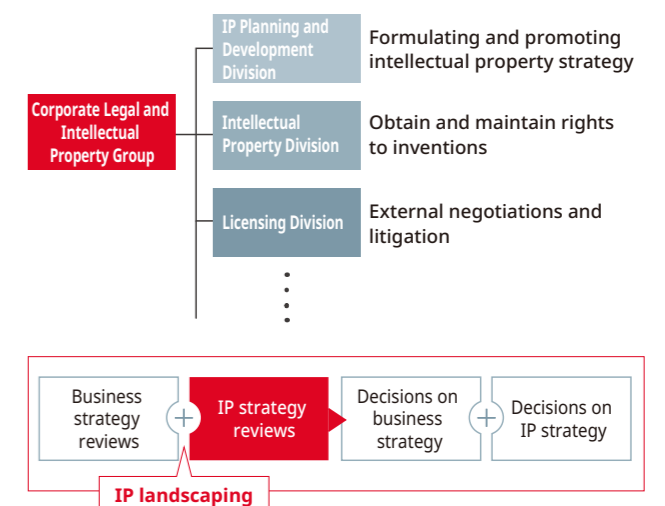 IP Planning and
Development
Division
Formulating and promoting
intellectual property strategy
Corporate Legal and
Intellectual
Property Group
Intellectual
Property Division
Obtain and maintain rights
to inventions
Licensing Division
External negotiations and
litigation
Business
strategy
reviews
+
IP strategy
reviews
Decisions on
business
strategy
+
Decisions on
IP strategy
IP landscaping